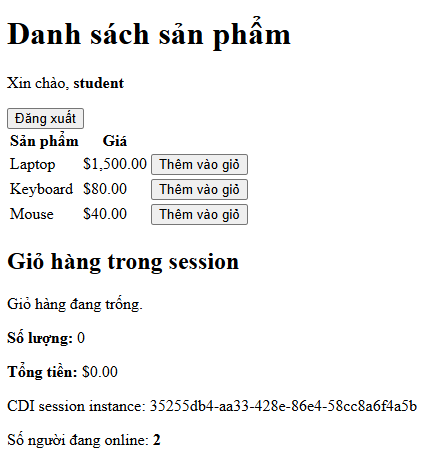 Danh sách sản phẩm
Xin chào, student
Đăng xuất
Sản phẩm Giá
Laptop $1,500.00 Thêm vào giỏ
Keyboard $80.00 Thêm vào giỏ
Mouse $40.00 Thêm vào giỏ
Giỏ hàng trong session
Giỏ hàng đang trống.
Số lượng: 0
Tổng tiền: $0.00
CDI session instance: 35255db4-aa33-428e-86e4-58cc8a6f4a5b
Số người đang online: 2